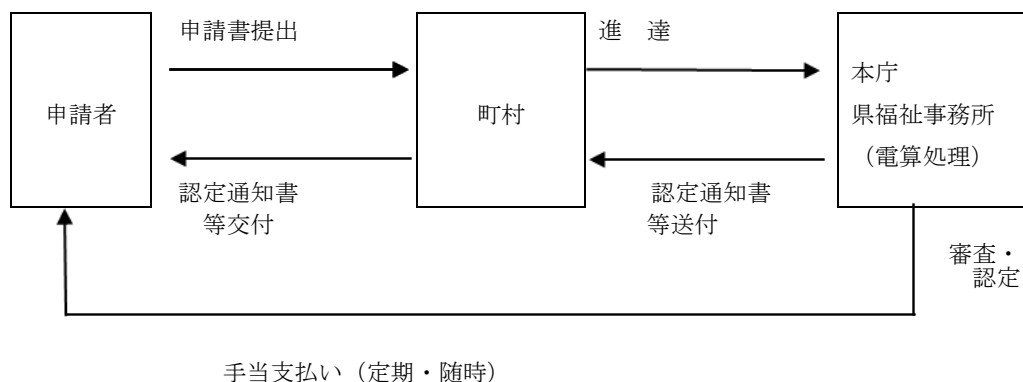 申請書提出
進　達
申請者
町村
本庁
県福祉事務所
（電算処理）
認定通知書
等交付
認定通知書
等送付
審査・
認定
手当支払い（定期・随時）